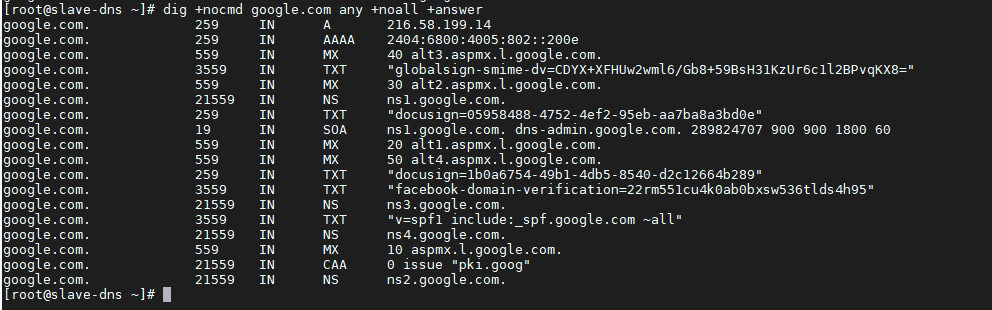 [root@slave-dns ~]# dig +nocmd google.com any +noall +answer
google.com. 259 IN A 216.58.199.14
google.com. 259 IN AAAA 2404:6800:4005:802::200e
google.com. 559 IN MX 40 alt3.aspmx.l.google.com.
google.com. 3559 IN TXT "globalsign-smime-dv=CDYX+XFHUw2wml6/Gb8+59BsH31KzUr6c1l2BPvqKX8="
google.com. 559 IN MX 30 alt2.aspmx.l.google.com.
google.com. 21559 IN NS ns1.google.com.
google.com. 259 IN TXT "docusign=05958488-4752-4ef2-95eb-aa7ba8a3bd0e"
google.com. 19 IN SOA ns1.google.com. dns-admin.google.com. 289824707 900 900 1800 60
google.com. 559 IN MX 20 alt1.aspmx.l.google.com.
google.com. 559 IN MX 50 alt4.aspmx.l.google.com.
google.com. 259 IN TXT "docusign=1b0a6754-49b1-4db5-8540-d2c12664b289"
google.com. 3559 IN TXT "facebook-domain-verification=22rm551cu4k0ab0bxsw536tlds4h95"
google.com. 21559 IN NS ns3.google.com.
google.com. 3559 IN TXT "v=spf1 include:_spf.google.com ~all"
google.com. 21559 IN NS ns4.google.com.
google.com. 559 IN MX 10 aspmx.l.google.com.
google.com. 21559 IN CAA 0 issue "pki.goog"
google.com. 21559 IN NS ns2.google.com.
[root@slave-dns ~]#